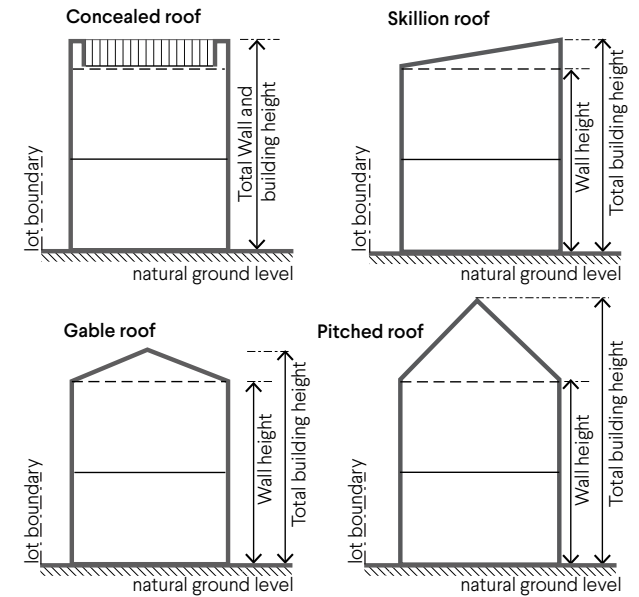 Concealed roof
Total Wall and
building height
lot boundary
natural ground level
Skillion roof
Wall height
Total building height
lot boundary
natural ground level
Gable roof
Wall height
Total building height
lot boundary
natural ground level
Pitched roof
Wall height
Total building height
lot boundary
natural ground level